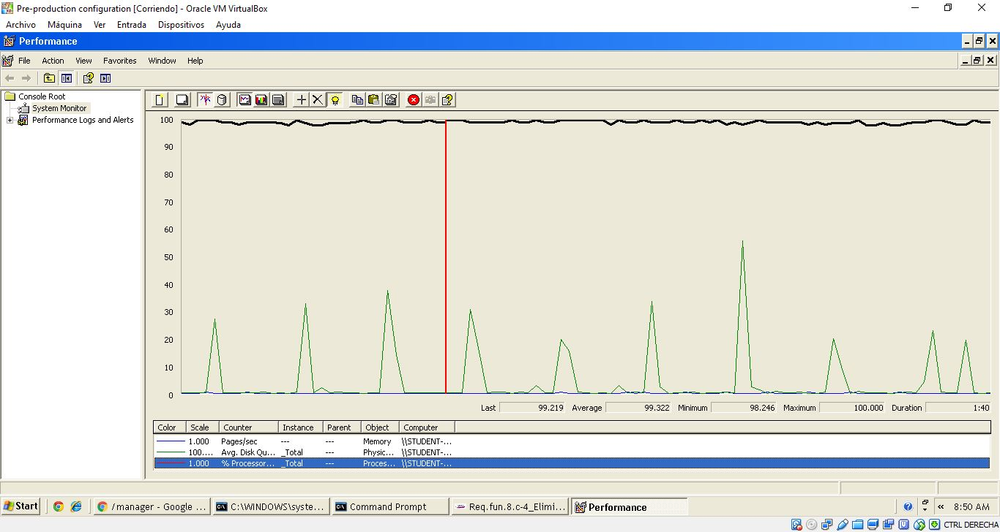 Pre-production configuration [Corriendo] - Oracle VM VirtualBox
Archivo Máquina Ver Entrada Dispositivos Ayuda
Performance
File Action View Favorites Window Help
Console Root
System Monitor
Performance Logs and Alerts
100
90
80
70
60
50
40
30
20
10
0
Last 99.219 Average 99.322 Minimum 98.246 Maximum 100.000 Duration 1:40
Color Scale Counter Instance Parent Object Computer
1.000 Pages/sec --- --- Memory \\STUDENT-...
100.... Avg. Disk Qu... _Total --- Physic... \\STUDENT-...
1.000 % Processor... _Total --- Proces... \\STUDENT-...
Start /manager - Google ... C:\WINDOWS\syste... Command Prompt Req.fun.8.c-4_Elimi... Performance « 8:50 AM
CTRL DERECHA